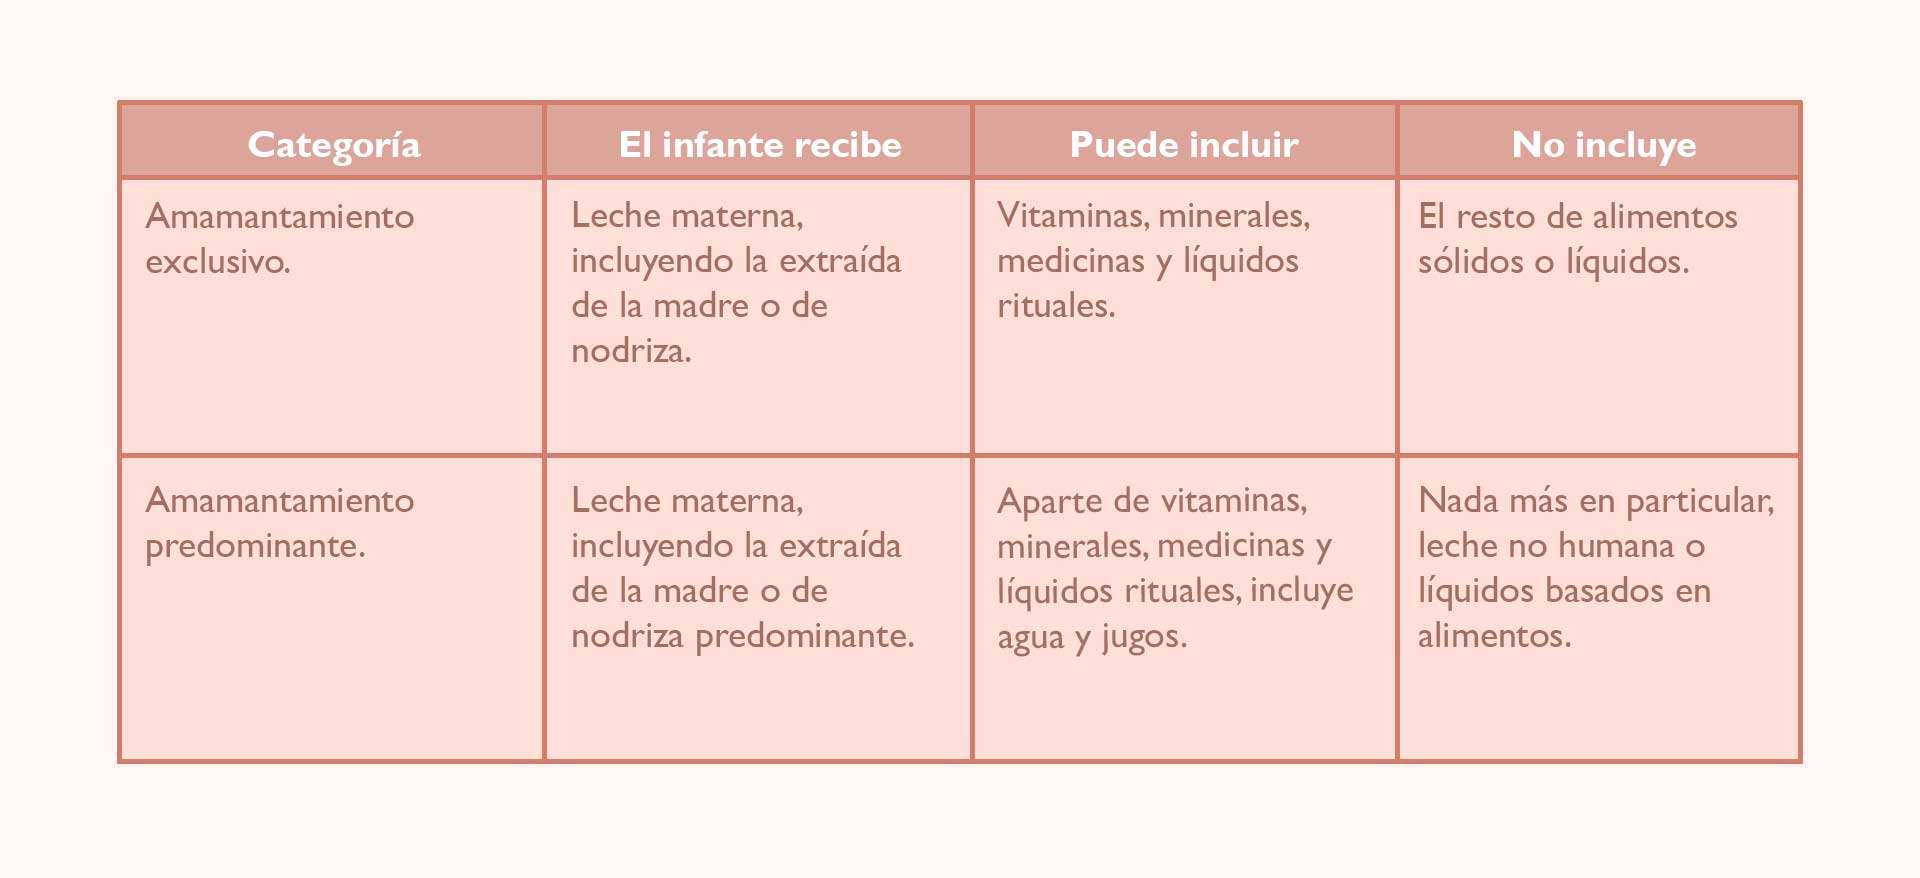 Categoría
El infante recibe
Puede incluir
No incluye
Amamantamiento
exclusivo.
Leche materna,
incluyendo la extraída
de la madre o de
nodriza.
Vitaminas, minerales,
medicinas y líquidos
rituales.
El resto de alimentos
sólidos o líquidos.
Amamantamiento
predominante.
Leche materna,
incluyendo la extraída
de la madre o de
nodriza predominante.
Aparte de vitaminas,
minerales, medicinas y
líquidos rituales, incluye
agua y jugos.
Nada más en particular,
leche no humana o
líquidos basados en
alimentos.